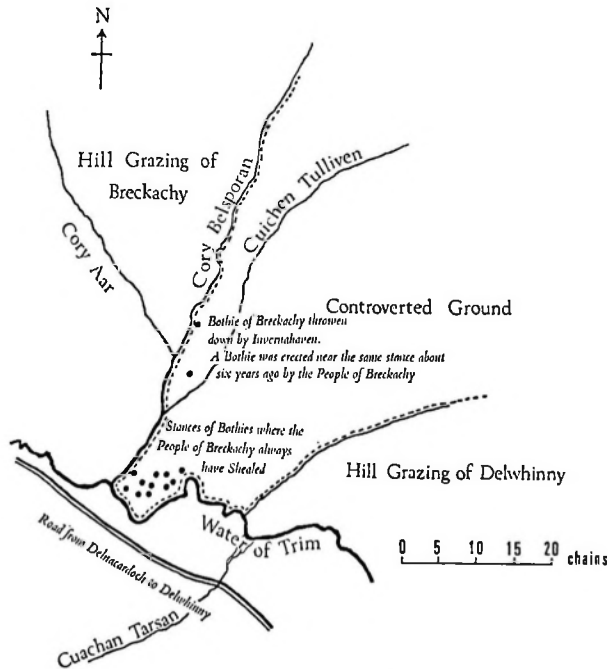 N
Hill Grazing of
Breckachy
Cory Aar
Cory Belsporan
Cuichen Tulliven
Controverted Ground
Bothie of Breckachy thrown
down by Invernahaven.
A Bothie was erected near the same stance about
six years ago by the People of Breckachy
Stances of Bothies where the
People of Breckachy always
have Shealed
Hill Grazing of Delwhinny
Water of Trim
Road from Delnacardoch to Delwhinny
Cuachan Tarsan
0 5 10 15 20 chains